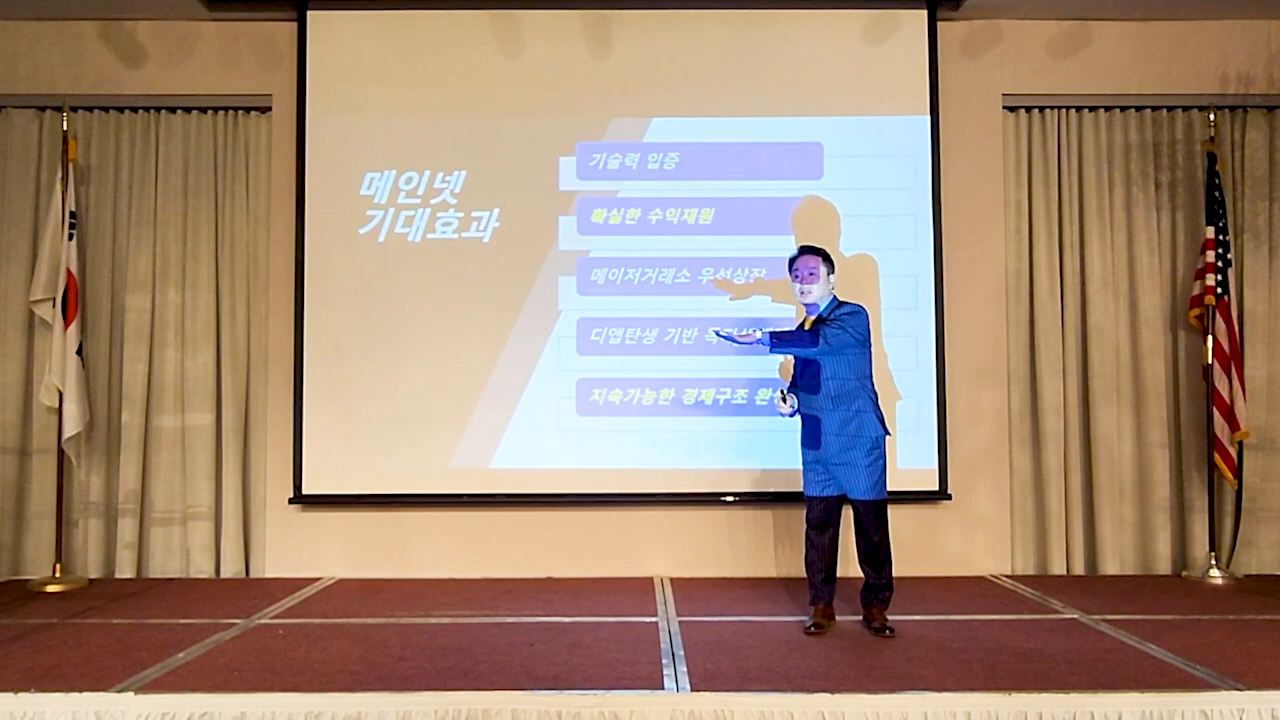 메인넷
기대효과
기술력 입증
확실한 수익재원
메이저거래소 우선상장
디앱탄생 기반
지속가능한 경제구조